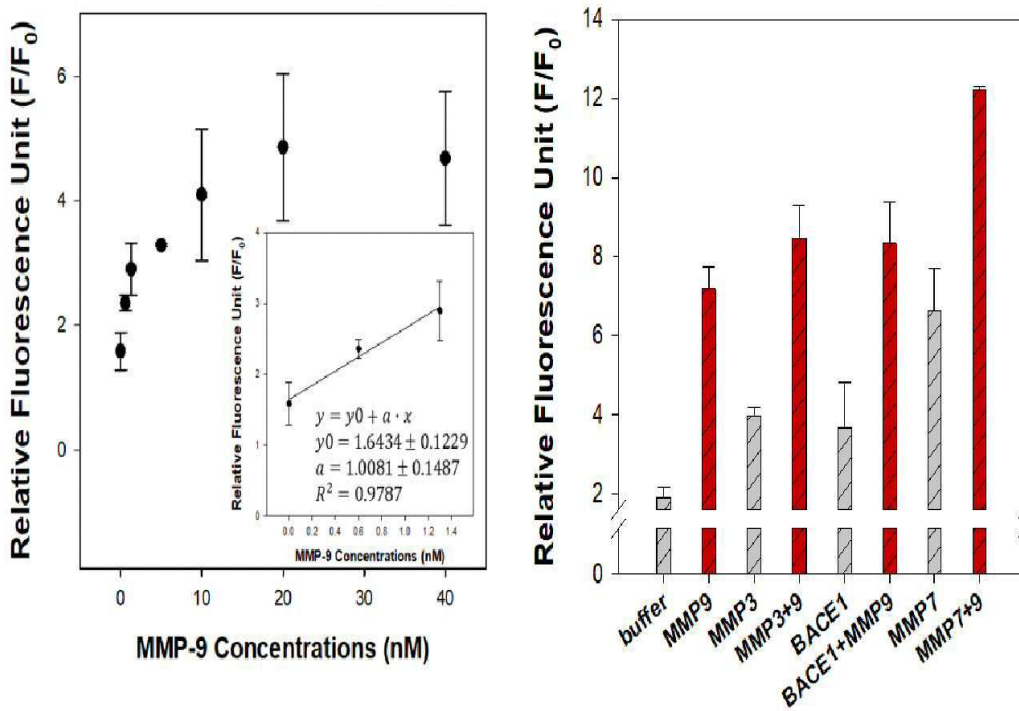 Relative Fluorescence Unit (F/F₀)
6
4
2
0
0 10 20 30 40
MMP-9 Concentrations (nM)
Relative Fluorescence Unit (F/F₀)
4
3
2
1
0
y = y0 + a · x
y0 = 1.6434 ± 0.1229
a = 1.0081 ± 0.1487
R² = 0.9787
0.0 0.2 0.4 0.6 0.8 1.0 1.2 1.4
MMP-9 Concentrations (nM)
Relative Fluorescence Unit (F/F₀)
14
12
10
8
6
4
2
0
buffer
MMP9
MMP3
MMP3+9
BACE1
BACE1+MMP9
MMP7
MMP7+9